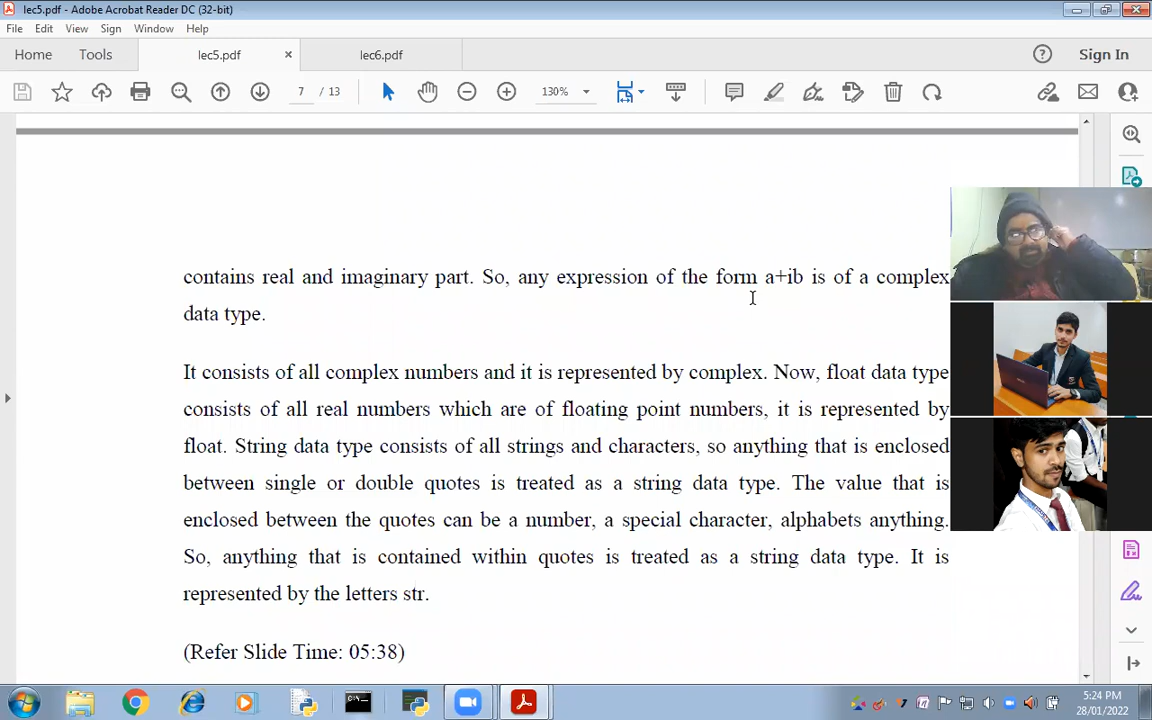 lec5.pdf - Adobe Acrobat Reader DC (32-bit)
File Edit View Sign Window Help
Home Tools lec5.pdf × lec6.pdf Sign In
7 / 13 130%
contains real and imaginary part. So, any expression of the form a+ib is of a complex
data type.
It consists of all complex numbers and it is represented by complex. Now, float data type
consists of all real numbers which are of floating point numbers, it is represented by
float. String data type consists of all strings and characters, so anything that is enclosed
between single or double quotes is treated as a string data type. The value that is
enclosed between the quotes can be a number, a special character, alphabets anything.
So, anything that is contained within quotes is treated as a string data type. It is
represented by the letters str.
(Refer Slide Time: 05:38)
5:24 PM
28/01/2022